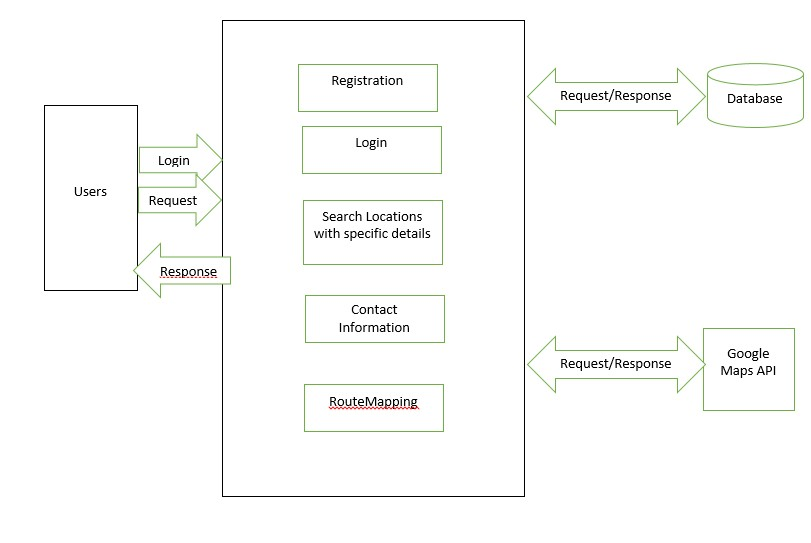 Users
Login
Request
Response
Registration
Login
Search Locations
with specific details
Contact
Information
RouteMapping
Request/Response
Database
Request/Response
Google
Maps API